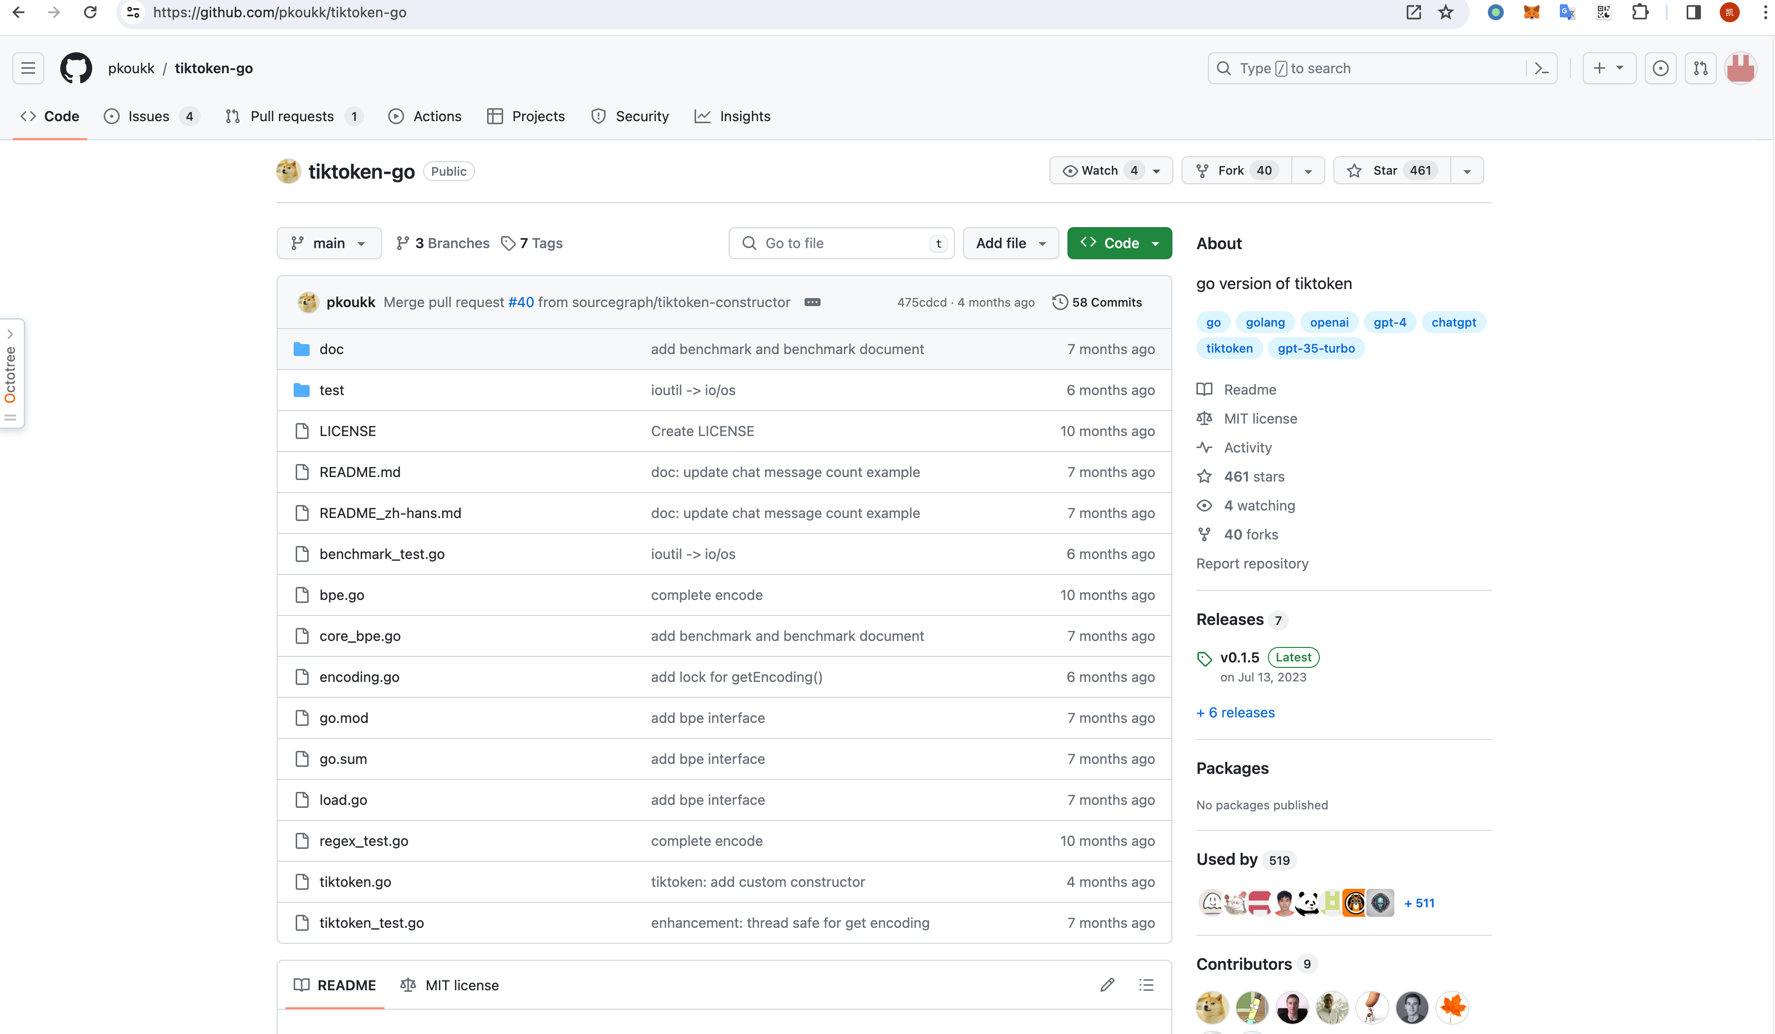 https://github.com/pkoukk/tiktoken-go
凯
pkoukk / tiktoken-go
Type / to search
Code
Issues 4
Pull requests 1
Actions
Projects
Security
Insights
tiktoken-go Public
Watch 4
Fork 40
Star 461
main
3 Branches
7 Tags
Go to file t
Add file
Code
pkoukk Merge pull request #40 from sourcegraph/tiktoken-constructor
475cdcd · 4 months ago
58 Commits
doc add benchmark and benchmark document 7 months ago
test ioutil -> io/os 6 months ago
LICENSE Create LICENSE 10 months ago
README.md doc: update chat message count example 7 months ago
README_zh-hans.md doc: update chat message count example 7 months ago
benchmark_test.go ioutil -> io/os 6 months ago
bpe.go complete encode 10 months ago
core_bpe.go add benchmark and benchmark document 7 months ago
encoding.go add lock for getEncoding() 6 months ago
go.mod add bpe interface 7 months ago
go.sum add bpe interface 7 months ago
load.go add bpe interface 7 months ago
regex_test.go complete encode 10 months ago
tiktoken.go tiktoken: add custom constructor 4 months ago
tiktoken_test.go enhancement: thread safe for get encoding 7 months ago
README
MIT license
Octotree
About
go version of tiktoken
go golang openai gpt-4 chatgpt
tiktoken gpt-35-turbo
Readme
MIT license
Activity
461 stars
4 watching
40 forks
Report repository
Releases 7
v0.1.5 Latest
on Jul 13, 2023
+ 6 releases
Packages
No packages published
Used by 519
+ 511
Contributors 9